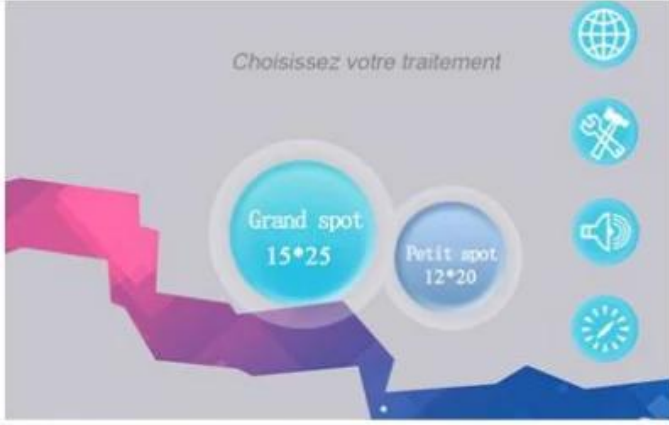 Choisissez votre traitement
Grand spot
15*25
Petit spot
12*20